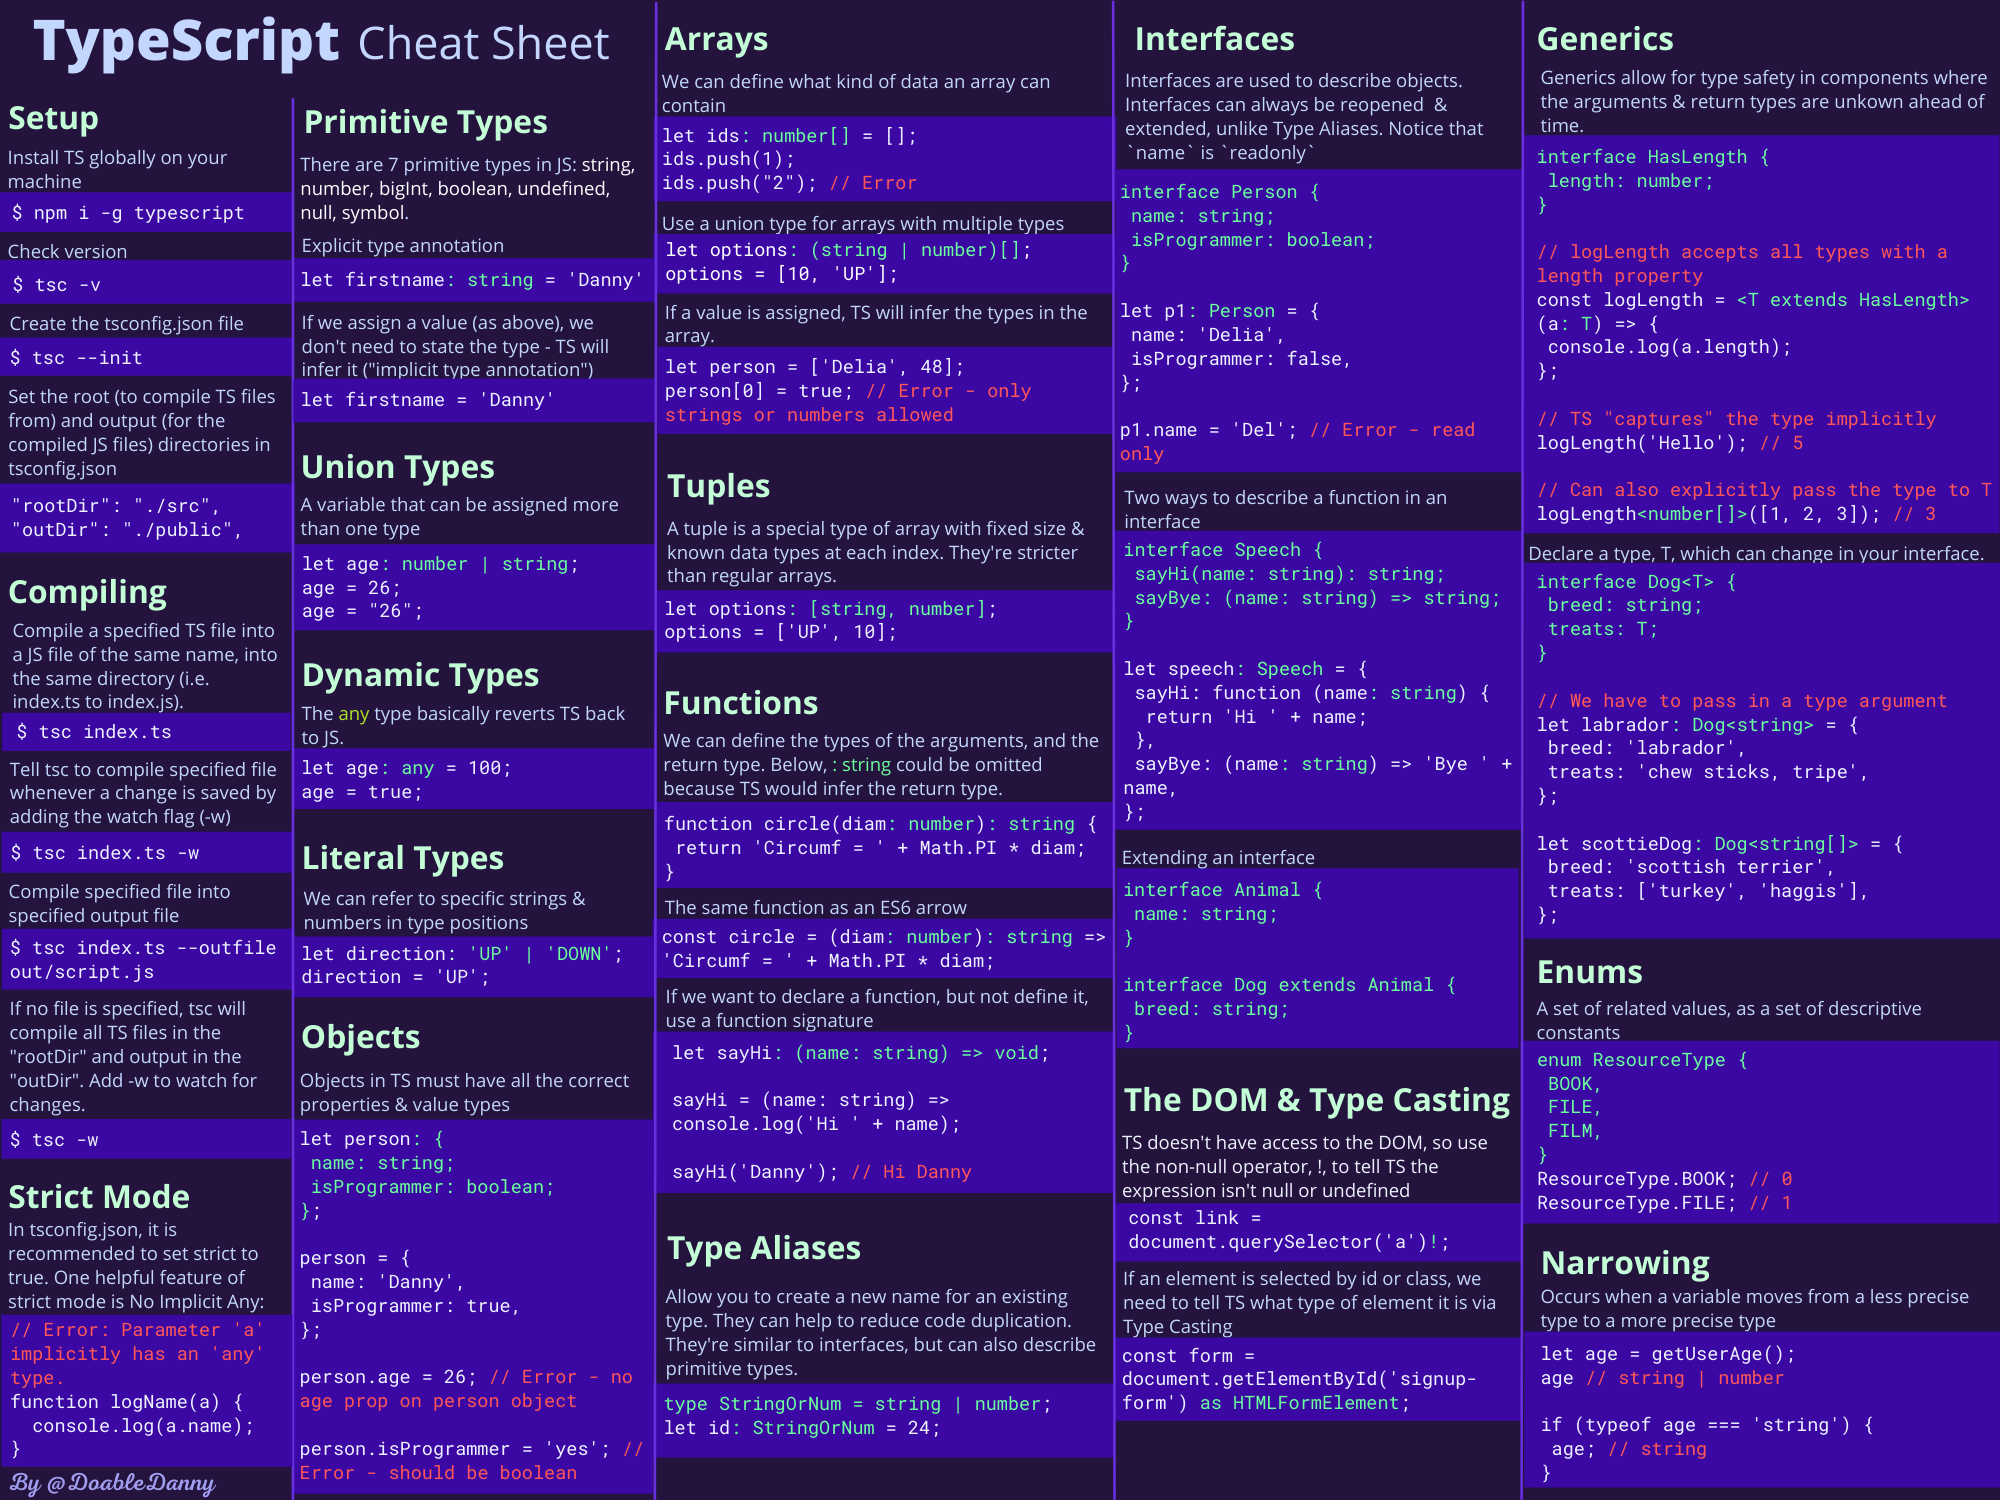 TypeScript Cheat Sheet
Setup
Install TS globally on your
machine
$ npm i -g typescript
Check version
$ tsc -v
Create the tsconfig.json file
$ tsc --init
Set the root (to compile TS files
from) and output (for the
compiled JS files) directories in
tsconfig.json
"rootDir": "./src",
"outDir": "./public",
Compiling
Compile a specified TS file into
a JS file of the same name, into
the same directory (i.e.
index.ts to index.js).
$ tsc index.ts
Tell tsc to compile specified file
whenever a change is saved by
adding the watch flag (-w)
$ tsc index.ts -w
Compile specified file into
specified output file
$ tsc index.ts --outfile
out/script.js
If no file is specified, tsc will
compile all TS files in the
"rootDir" and output in the
"outDir". Add -w to watch for
changes.
$ tsc -w
Strict Mode
In tsconfig.json, it is
recommended to set strict to
true. One helpful feature of
strict mode is No Implicit Any:
// Error: Parameter 'a'
implicitly has an 'any'
type.
function logName(a) {
  console.log(a.name);
}
By @DoableDanny
Primitive Types
There are 7 primitive types in JS: string,
number, bigInt, boolean, undefined,
null, symbol.
Explicit type annotation
let firstname: string = 'Danny'
If we assign a value (as above), we
don't need to state the type - TS will
infer it ("implicit type annotation")
let firstname = 'Danny'
Union Types
A variable that can be assigned more
than one type
let age: number | string;
age = 26;
age = "26";
Dynamic Types
The any type basically reverts TS back
to JS.
let age: any = 100;
age = true;
Literal Types
We can refer to specific strings &
numbers in type positions
let direction: 'UP' | 'DOWN';
direction = 'UP';
Objects
Objects in TS must have all the correct
properties & value types
let person: {
 name: string;
 isProgrammer: boolean;
};
person = {
 name: 'Danny',
 isProgrammer: true,
};
person.age = 26; // Error - no
age prop on person object
person.isProgrammer = 'yes'; //
Error - should be boolean
Arrays
We can define what kind of data an array can
contain
let ids: number[] = [];
ids.push(1);
ids.push("2"); // Error
Use a union type for arrays with multiple types
let options: (string | number)[];
options = [10, 'UP'];
If a value is assigned, TS will infer the types in the
array.
let person = ['Delia', 48];
person[0] = true; // Error - only
strings or numbers allowed
Tuples
A tuple is a special type of array with fixed size &
known data types at each index. They're stricter
than regular arrays.
let options: [string, number];
options = ['UP', 10];
Functions
We can define the types of the arguments, and the
return type. Below, : string could be omitted
because TS would infer the return type.
function circle(diam: number): string {
 return 'Circumf = ' + Math.PI * diam;
}
The same function as an ES6 arrow
const circle = (diam: number): string =>
'Circumf = ' + Math.PI * diam;
If we want to declare a function, but not define it,
use a function signature
let sayHi: (name: string) => void;
sayHi = (name: string) =>
console.log('Hi ' + name);
sayHi('Danny'); // Hi Danny
Type Aliases
Allow you to create a new name for an existing
type. They can help to reduce code duplication.
They're similar to interfaces, but can also describe
primitive types.
type StringOrNum = string | number;
let id: StringOrNum = 24;
Interfaces
Interfaces are used to describe objects.
Interfaces can always be reopened  &
extended, unlike Type Aliases. Notice that
`name` is `readonly`
interface Person {
 name: string;
 isProgrammer: boolean;
}
let p1: Person = {
 name: 'Delia',
 isProgrammer: false,
};
p1.name = 'Del'; // Error - read
only
Two ways to describe a function in an
interface
interface Speech {
 sayHi(name: string): string;
 sayBye: (name: string) => string;
}
let speech: Speech = {
 sayHi: function (name: string) {
  return 'Hi ' + name;
 },
 sayBye: (name: string) => 'Bye ' +
name,
};
Extending an interface
interface Animal {
 name: string;
}
interface Dog extends Animal {
 breed: string;
}
The DOM & Type Casting
TS doesn't have access to the DOM, so use
the non-null operator, !, to tell TS the
expression isn't null or undefined
const link =
document.querySelector('a')!;
If an element is selected by id or class, we
need to tell TS what type of element it is via
Type Casting
const form =
document.getElementById('signup-
form') as HTMLFormElement;
Generics
Generics allow for type safety in components where
the arguments & return types are unkown ahead of
time.
interface HasLength {
 length: number;
}
// logLength accepts all types with a
length property
const logLength = <T extends HasLength>
(a: T) => {
 console.log(a.length);
};
// TS "captures" the type implicitly
logLength('Hello'); // 5
// Can also explicitly pass the type to T
logLength<number[]>([1, 2, 3]); // 3
Declare a type, T, which can change in your interface.
interface Dog<T> {
 breed: string;
 treats: T;
}
// We have to pass in a type argument
let labrador: Dog<string> = {
 breed: 'labrador',
 treats: 'chew sticks, tripe',
};
let scottieDog: Dog<string[]> = {
 breed: 'scottish terrier',
 treats: ['turkey', 'haggis'],
};
Enums
A set of related values, as a set of descriptive
constants
enum ResourceType {
 BOOK,
 FILE,
 FILM,
}
ResourceType.BOOK; // 0
ResourceType.FILE; // 1
Narrowing
Occurs when a variable moves from a less precise
type to a more precise type
let age = getUserAge();
age // string | number
if (typeof age === 'string') {
 age; // string
}